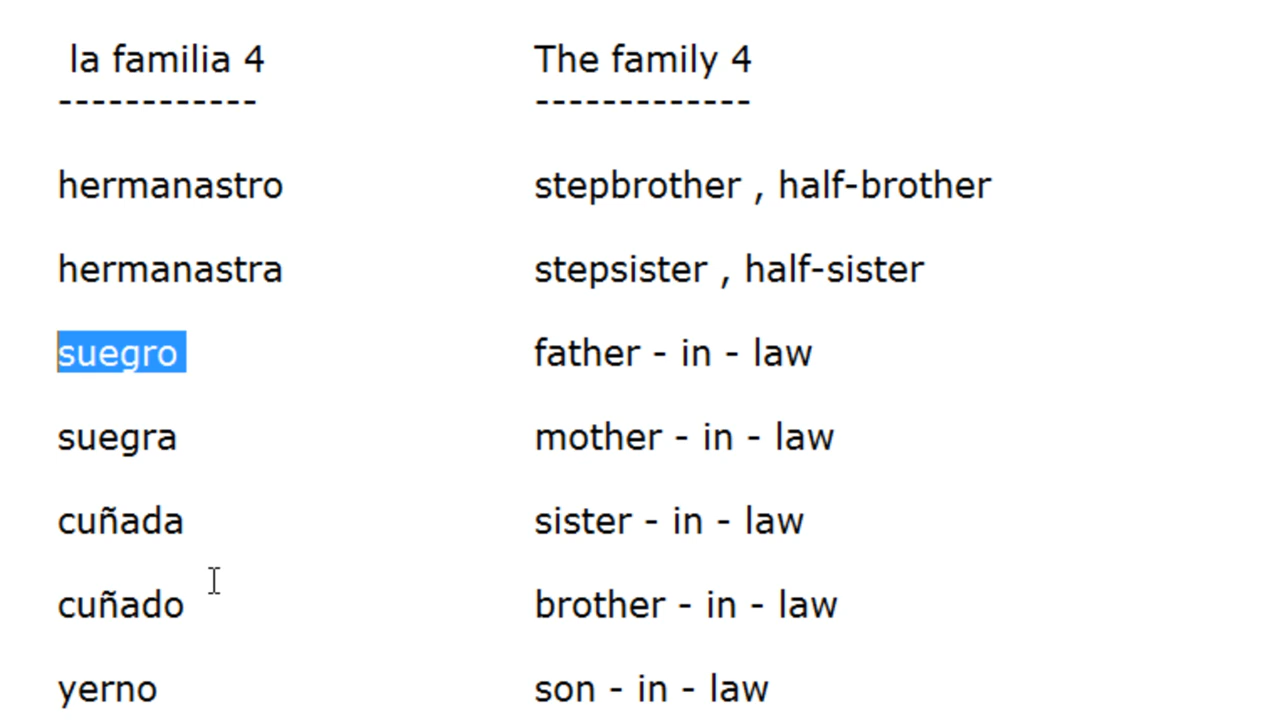 la familia 4 The family 4
------------ -------------
hermanastro stepbrother , half-brother
hermanastra stepsister , half-sister
suegro father - in - law
suegra mother - in - law
cuñada sister - in - law
cuñado brother - in - law
yerno son - in - law